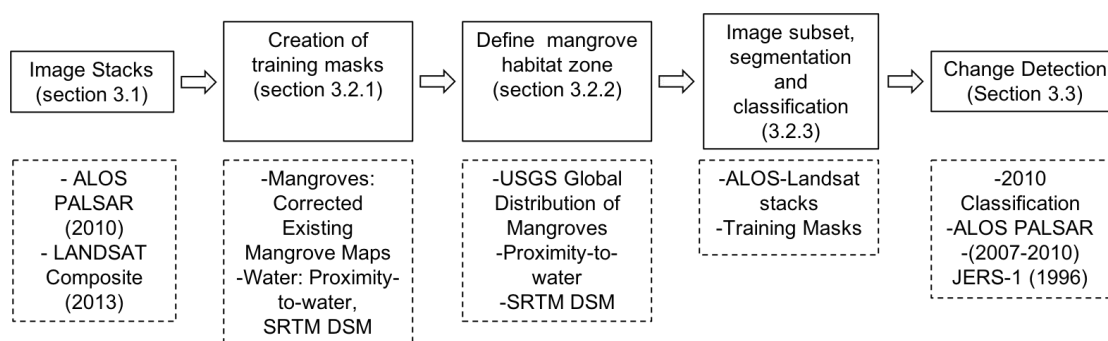 Image Stacks
(section 3.1)
Creation of
training masks
(section 3.2.1)
Define mangrove
habitat zone
(section 3.2.2)
Image subset,
segmentation
and
classification
(3.2.3)
Change Detection
(Section 3.3)
- ALOS
PALSAR
(2010)
- LANDSAT
Composite
(2013)
-Mangroves:
Corrected
Existing
Mangrove Maps
-Water: Proximity-
to-water,
SRTM DSM
-USGS Global
Distribution of
Mangroves
-Proximity-to-
water
-SRTM DSM
-ALOS-Landsat
stacks
-Training Masks
-2010
Classification
-ALOS PALSAR
-(2007-2010)
JERS-1 (1996)